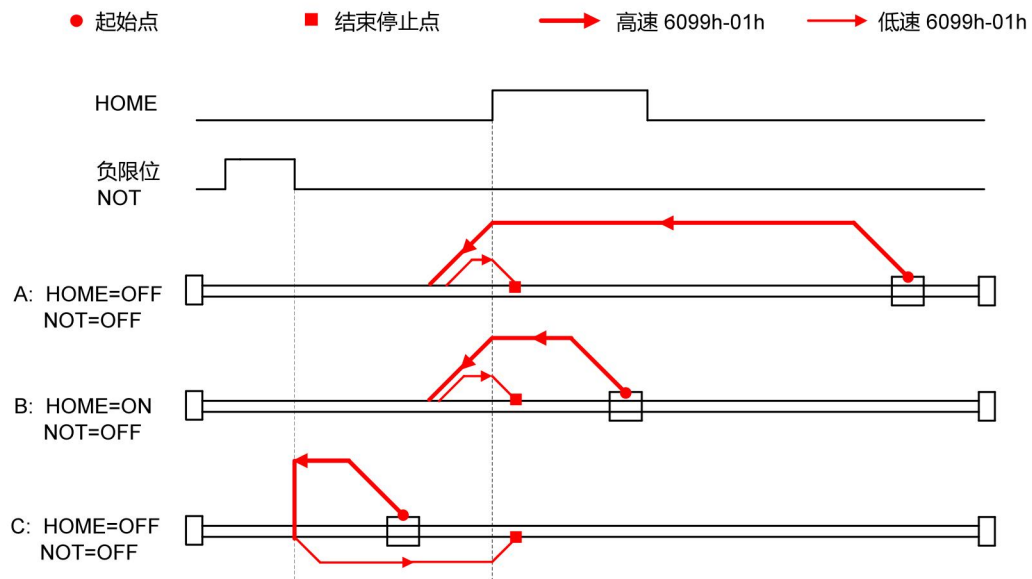 起始点 结束停止点 高速 6099h-01h 低速 6099h-01h
HOME
负限位
NOT
A: HOME=OFF
NOT=OFF
B: HOME=ON
NOT=OFF
C: HOME=OFF
NOT=OFF